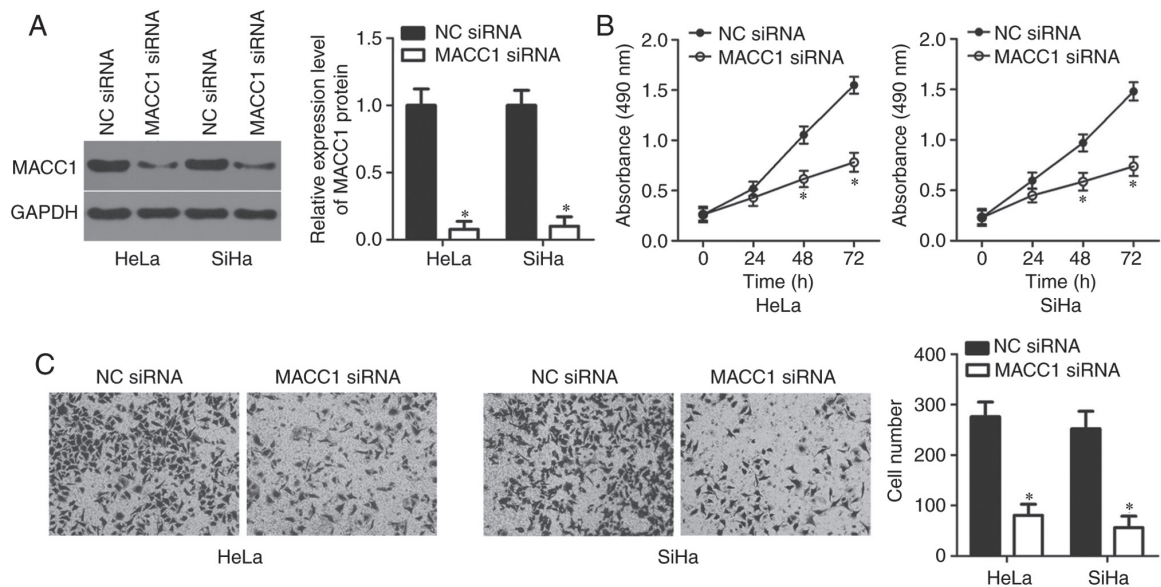 A
NC siRNA
MACC1 siRNA
NC siRNA
MACC1 siRNA
MACC1
GAPDH
HeLa SiHa
Relative expression level
of MACC1 protein
NC siRNA
MACC1 siRNA
1.5
1.0
0.5
0.0
*
*
HeLa SiHa
B
NC siRNA
MACC1 siRNA
Absorbance (490 nm)
2.0
1.5
1.0
0.5
0.0
*
*
0 24 48 72
Time (h)
HeLa
NC siRNA
MACC1 siRNA
Absorbance (490 nm)
2.0
1.5
1.0
0.5
0.0
*
*
0 24 48 72
Time (h)
SiHa
C
NC siRNA MACC1 siRNA
HeLa
NC siRNA MACC1 siRNA
SiHa
NC siRNA
MACC1 siRNA
Cell number
400
300
200
100
0
*
*
HeLa SiHa